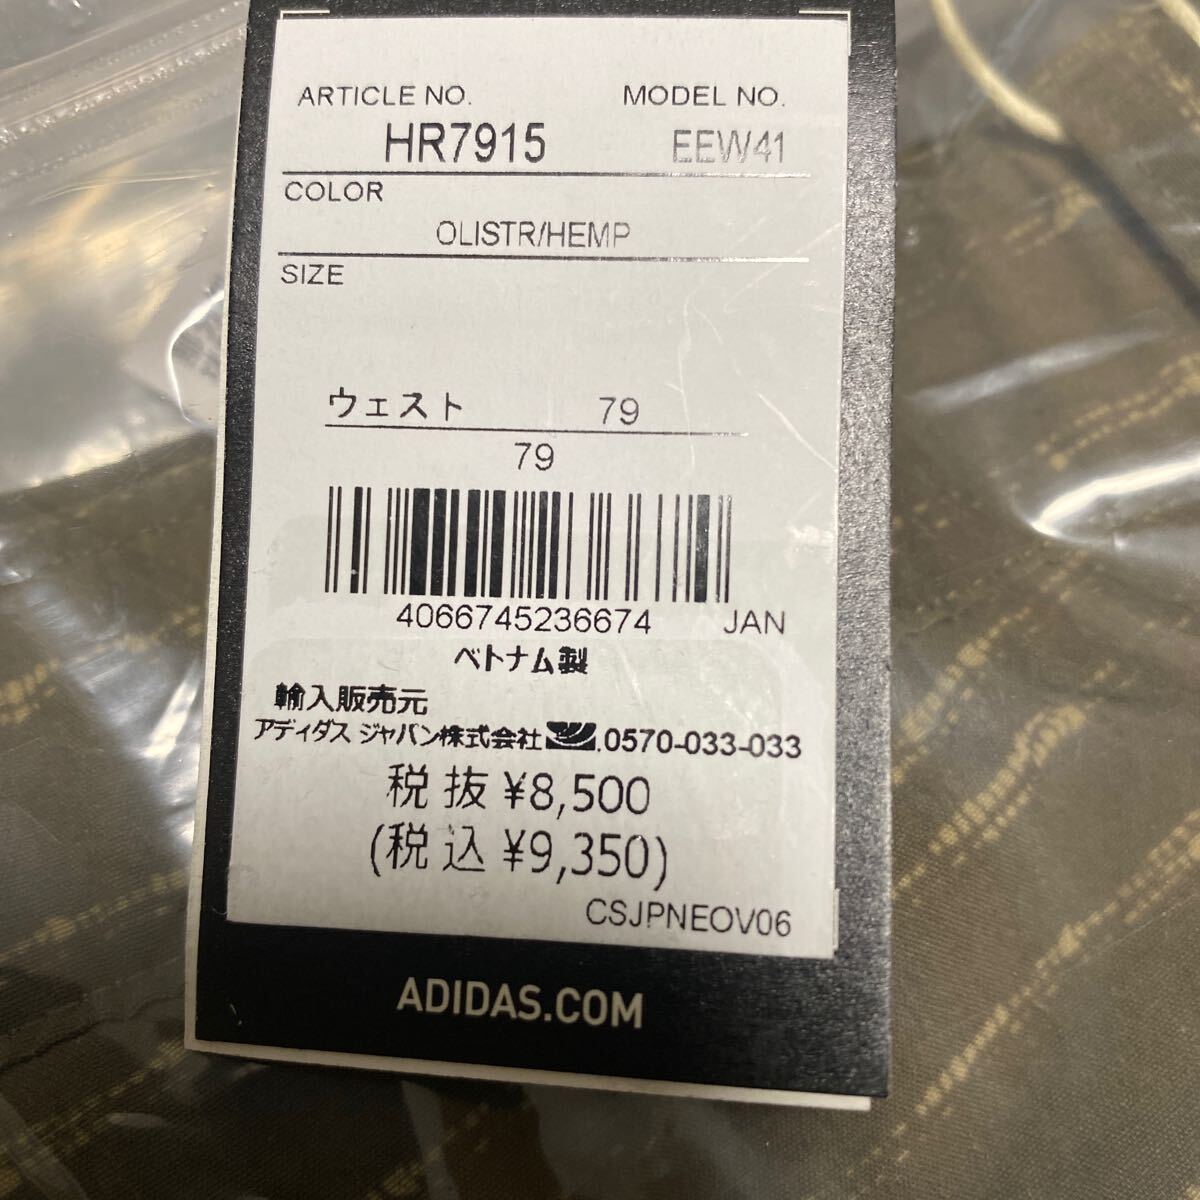 ARTICLE NO. MODEL NO.
HR7915 EEW41
COLOR
OLISTR/HEMP
SIZE
ウェスト 79
79
4066745236674 JAN
ベトナム製
輸入販売元
アディダス ジャパン株式会社 .0570-033-033
税抜 ¥8,500
(税込 ¥9,350)
CSJPNEOV06
ADIDAS.COM